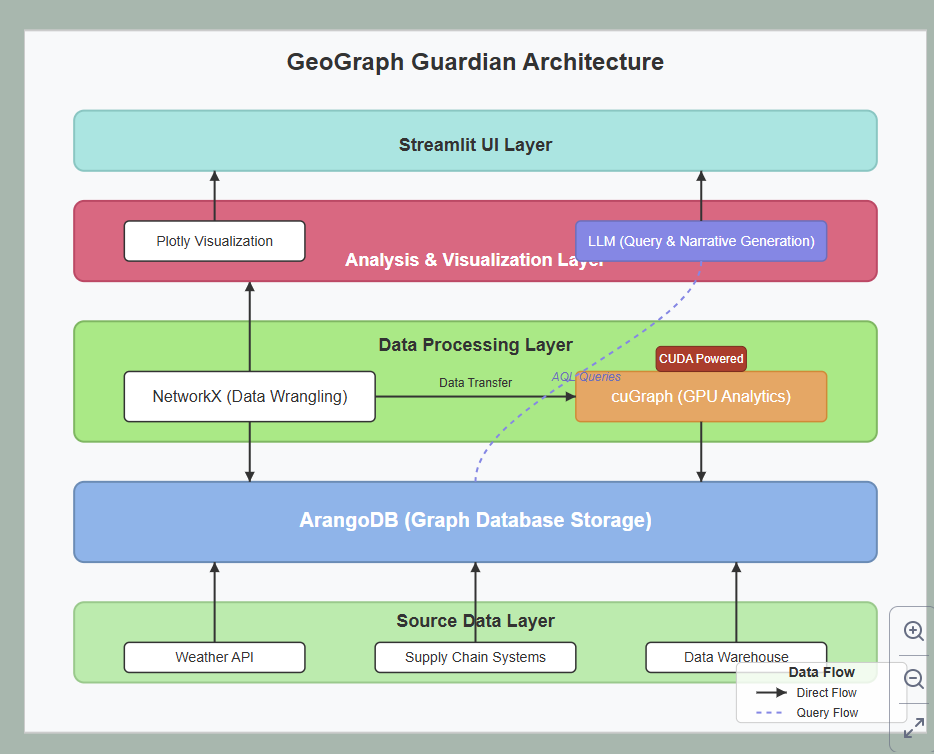 GeoGraph Guardian Architecture
Streamlit UI Layer
Plotly Visualization
LLM (Query & Narrative Generation)
Analysis & Visualization Layer
Data Processing Layer
CUDA Powered
Data Transfer
AQL Queries
NetworkX (Data Wrangling)
cuGraph (GPU Analytics)
ArangoDB (Graph Database Storage)
Source Data Layer
Weather API
Supply Chain Systems
Data Warehouse
Data Flow
Direct Flow
Query Flow